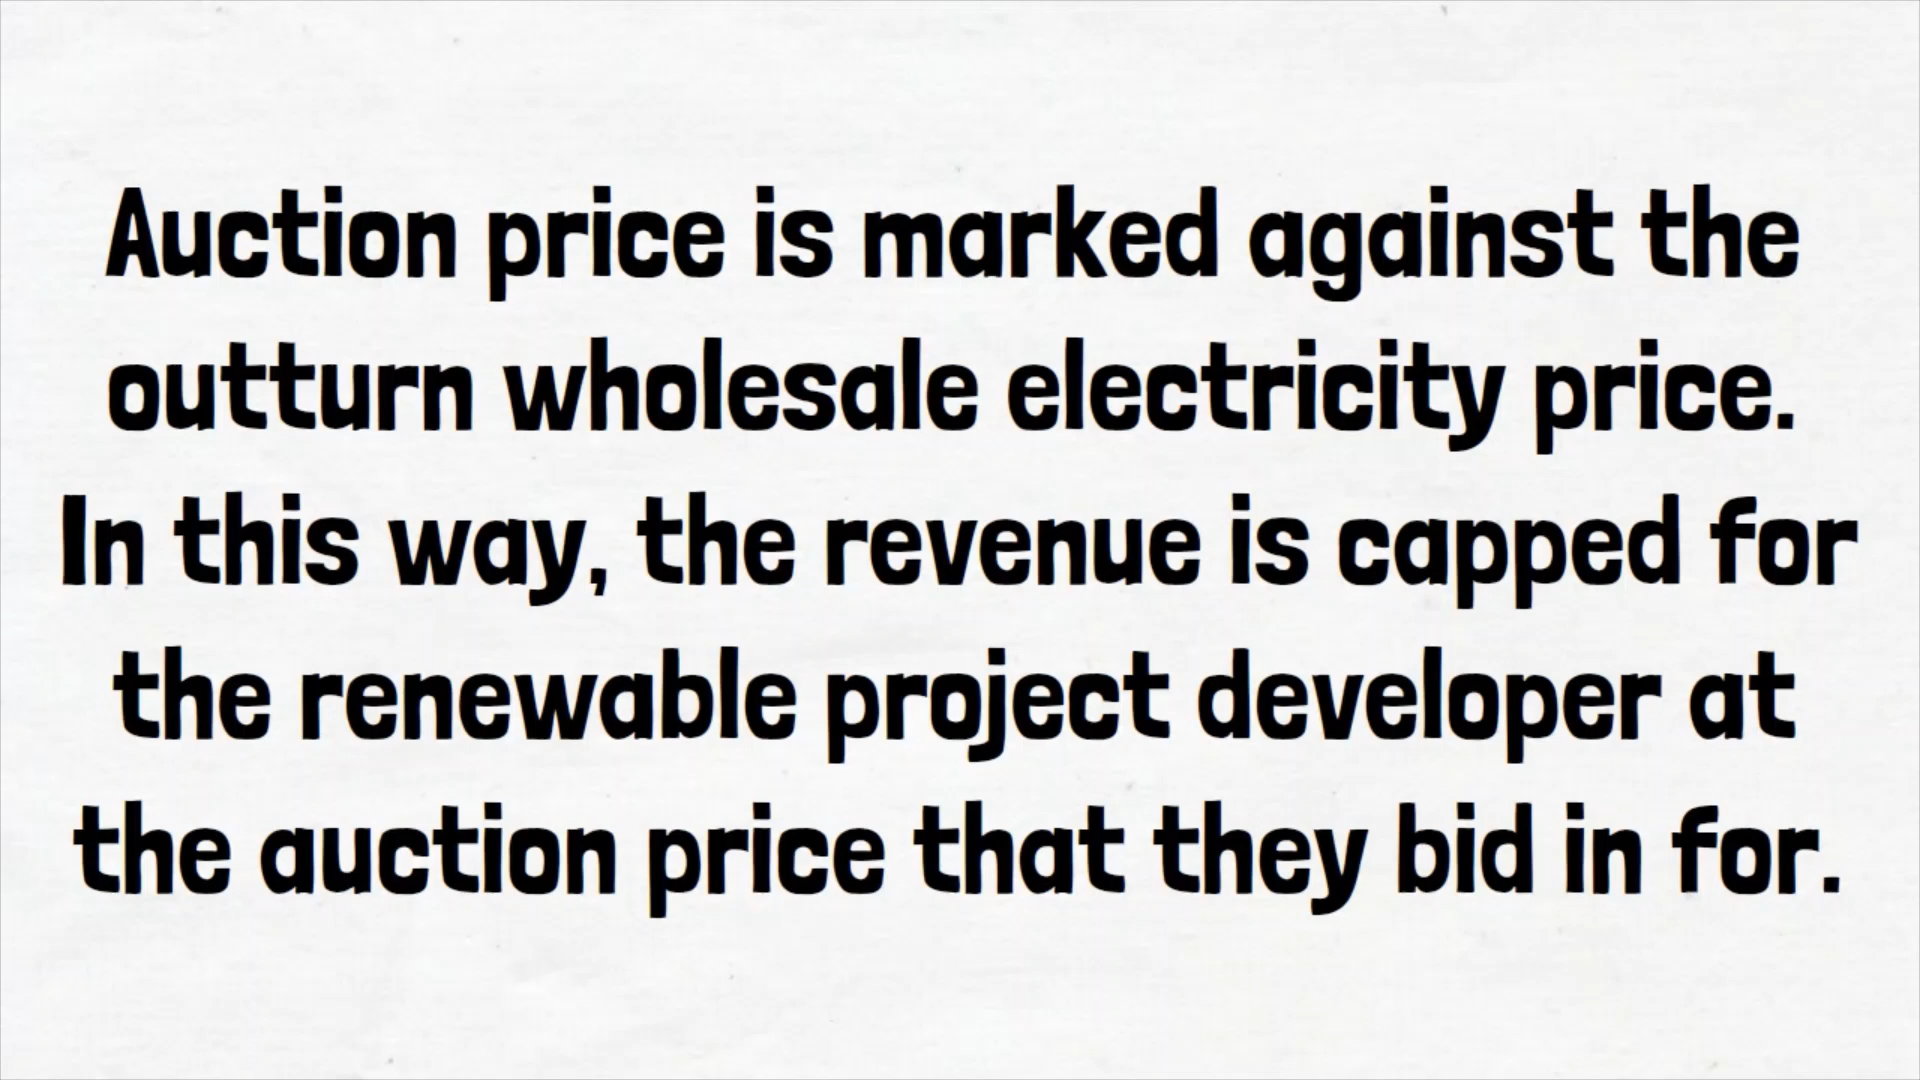 Auction price is marked against the
outturn wholesale electricity price.
In this way, the revenue is capped for
the renewable project developer at
the auction price that they bid in for.